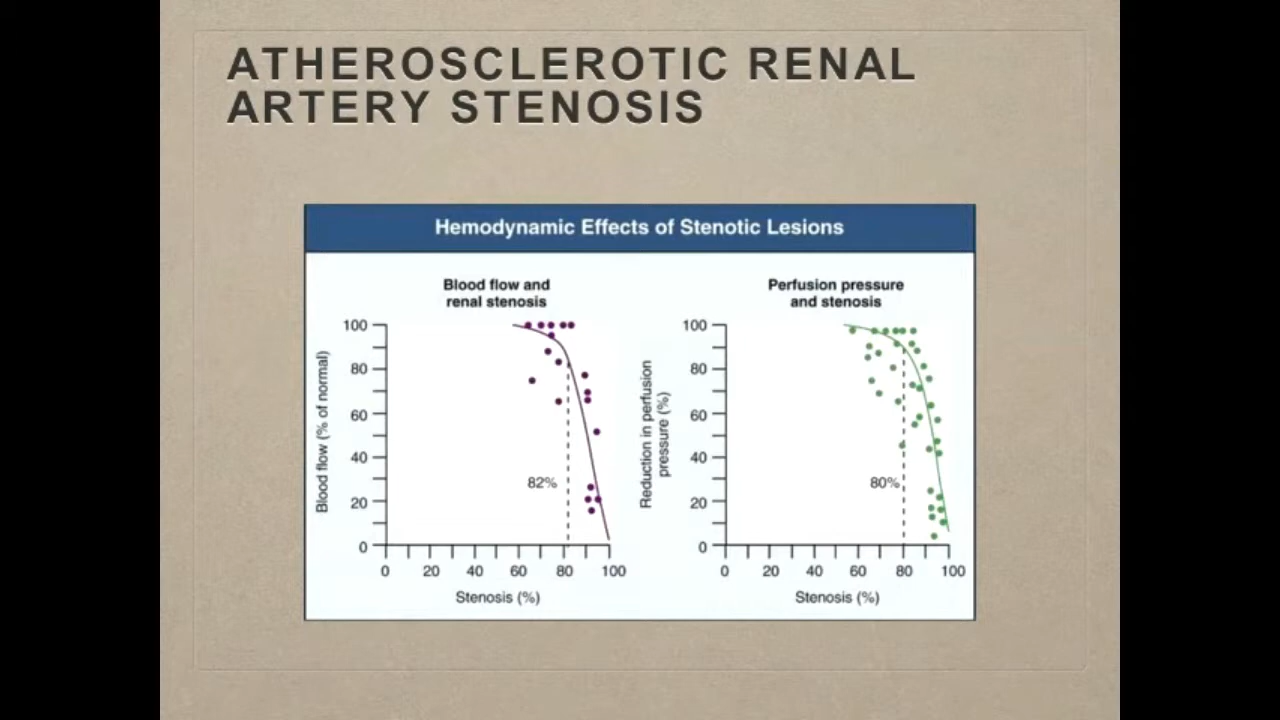 ATHEROSCLEROTIC RENAL
ARTERY STENOSIS
Hemodynamic Effects of Stenotic Lesions
Blood flow and
renal stenosis
Blood flow (% of normal)
100
80
60
40
20
0
82%
0 20 40 60 80 100
Stenosis (%)
Perfusion pressure
and stenosis
Reduction in perfusion
pressure (%)
100
80
60
40
20
0
80%
0 20 40 60 80 100
Stenosis (%)